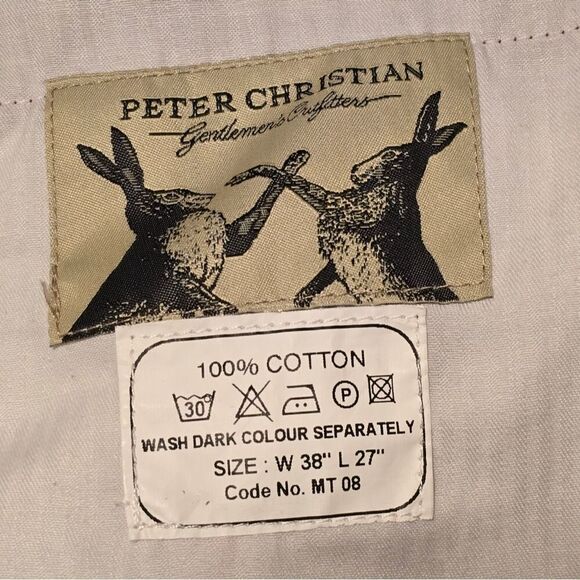 PETER CHRISTIAN
Gentlemen's Outfitters
100% COTTON
30° P
WASH DARK COLOUR SEPARATELY
SIZE : W 38" L 27"
Code No. MT 08